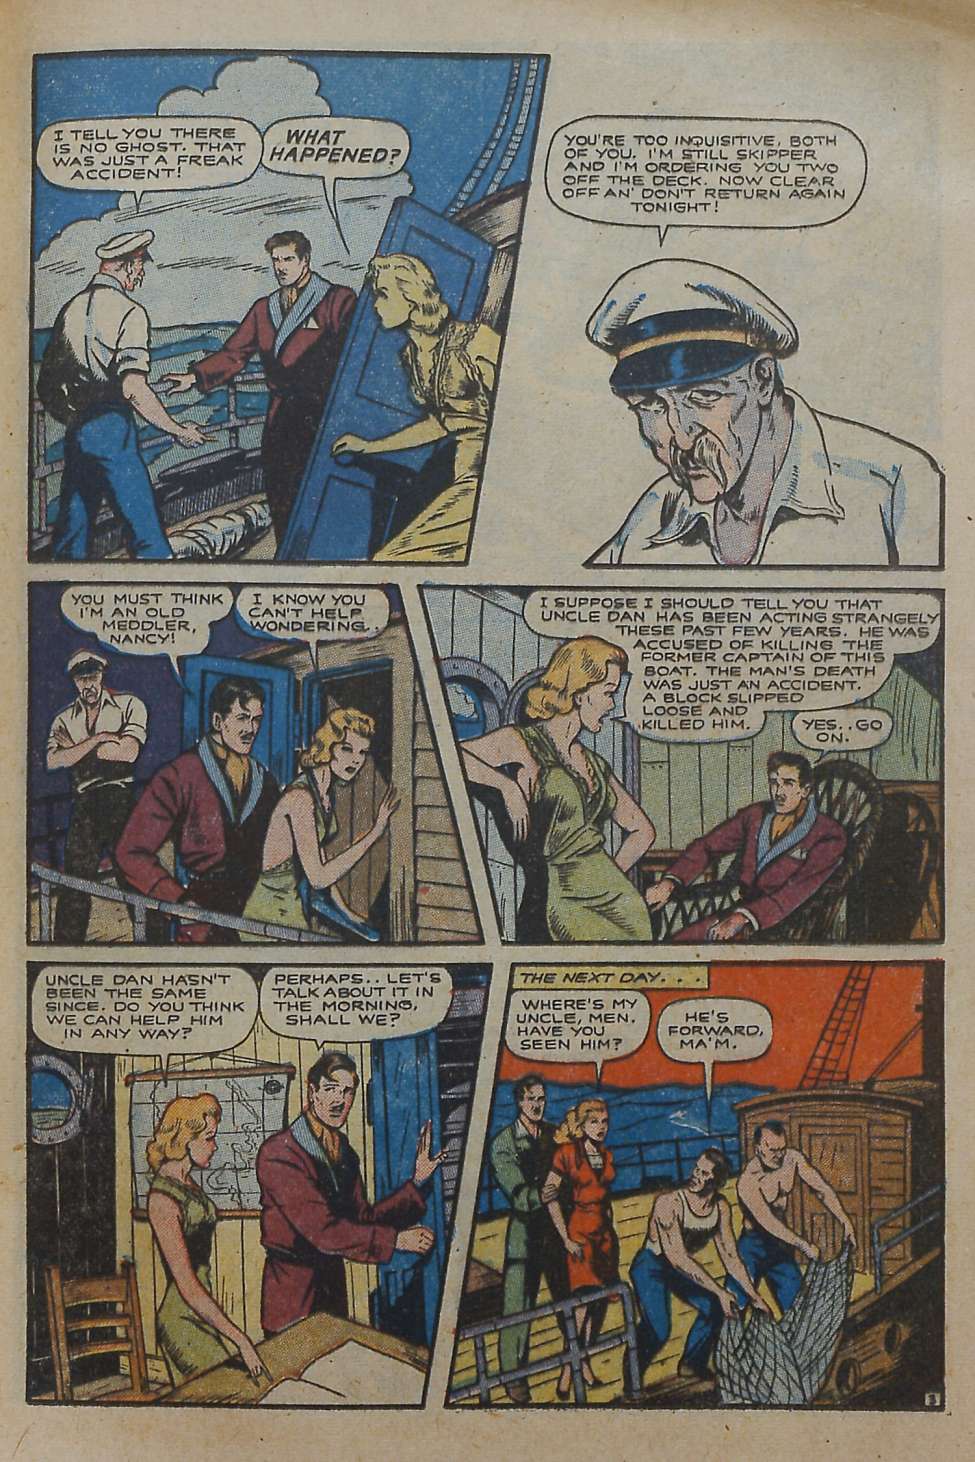 I TELL YOU THERE
IS NO GHOST. THAT
WAS JUST A FREAK
ACCIDENT!
WHAT
HAPPENED?
YOU'RE TOO INQUISITIVE, BOTH
OF YOU. I'M STILL SKIPPER
AND I'M ORDERING YOU TWO
OFF THE DECK. NOW CLEAR
OFF AN' DON'T RETURN AGAIN
TONIGHT!
YOU MUST THINK
I'M AN OLD
MEDDLER,
NANCY!
I KNOW YOU
CAN'T HELP
WONDERING..
I SUPPOSE I SHOULD TELL YOU THAT
UNCLE DAN HAS BEEN ACTING STRANGELY
THESE PAST FEW YEARS. HE WAS
ACCUSED OF KILLING THE
FORMER CAPTAIN OF THIS
BOAT. THE MAN'S DEATH
WAS JUST AN ACCIDENT.
A BLOCK SLIPPED
LOOSE AND
KILLED HIM.
YES..GO
ON.
UNCLE DAN HASN'T
BEEN THE SAME
SINCE. DO YOU THINK
WE CAN HELP HIM
IN ANY WAY?
PERHAPS.. LET'S
TALK ABOUT IT IN
THE MORNING,
SHALL WE?
THE NEXT DAY...
WHERE'S MY
UNCLE, MEN.
HAVE YOU
SEEN HIM?
HE'S
FORWARD,
MA'M.
3